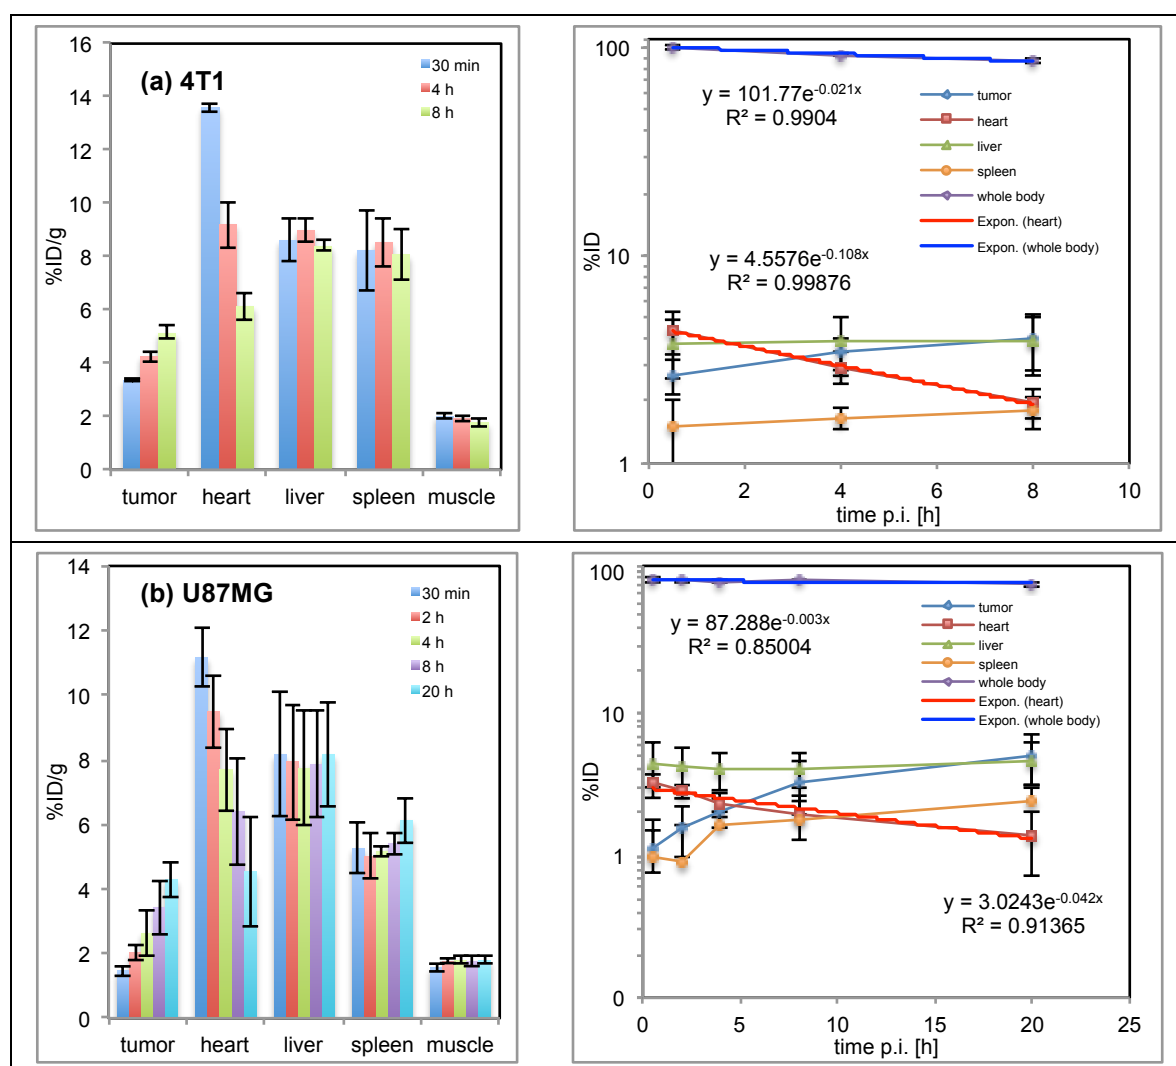 16
14
12
10
8
6
4
2
0
%ID/g
(a) 4T1
30 min
4 h
8 h
tumor heart liver spleen muscle
100
10
1
%ID
y = 101.77e-0.021x
R² = 0.9904
y = 4.5576e-0.108x
R² = 0.99876
tumor
heart
liver
spleen
whole body
Expon. (heart)
Expon. (whole body)
0 2 4 6 8 10
time p.i. [h]
14
12
10
8
6
4
2
0
%ID/g
(b) U87MG
30 min
2 h
4 h
8 h
20 h
tumor heart liver spleen muscle
100
10
1
0
%ID
y = 87.288e-0.003x
R² = 0.85004
tumor
heart
liver
spleen
whole body
Expon. (heart)
Expon. (whole body)
y = 3.0243e-0.042x
R² = 0.91365
0 5 10 15 20 25
time p.i. [h]